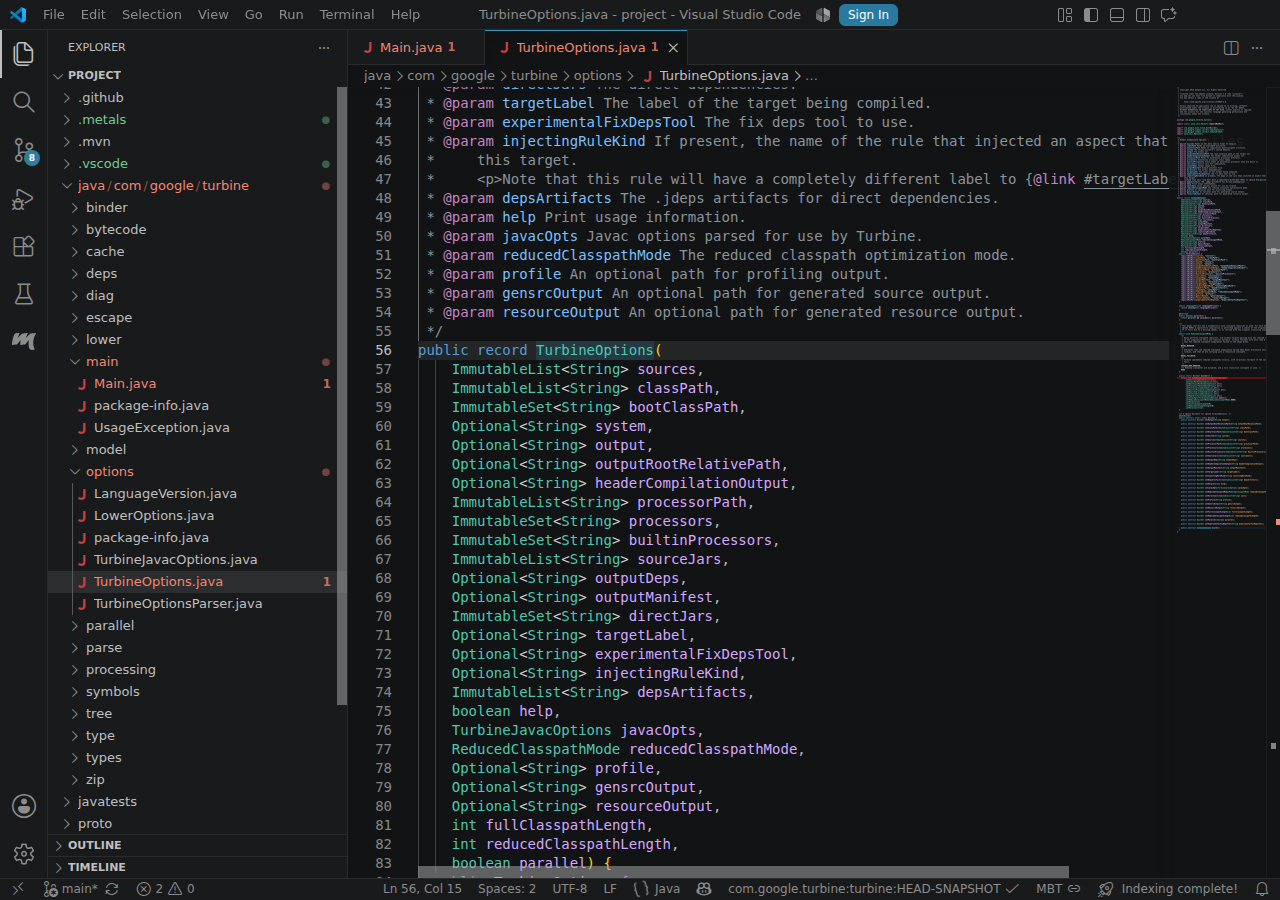 File Edit Selection View Go Run Terminal Help
TurbineOptions.java - project - Visual Studio Code
Sign In
EXPLORER
PROJECT
.github
.metals
.mvn
.vscode
java/com/google/turbine
binder
bytecode
cache
deps
diag
escape
lower
main
Main.java 1
package-info.java
UsageException.java
model
options
LanguageVersion.java
LowerOptions.java
package-info.java
TurbineJavacOptions.java
TurbineOptions.java 1
TurbineOptionsParser.java
parallel
parse
processing
symbols
tree
type
types
zip
javatests
proto
OUTLINE
TIMELINE
8
Main.java 1
TurbineOptions.java 1
java > com > google > turbine > options > TurbineOptions.java > ...
43 * @param targetLabel The label of the target being compiled.
44 * @param experimentalFixDepsTool The fix deps tool to use.
45 * @param injectingRuleKind If present, the name of the rule that injected an aspect that
46 *     this target.
47 *     <p>Note that this rule will have a completely different label to {@link #targetLab
48 * @param depsArtifacts The .jdeps artifacts for direct dependencies.
49 * @param help Print usage information.
50 * @param javacOpts Javac options parsed for use by Turbine.
51 * @param reducedClasspathMode The reduced classpath optimization mode.
52 * @param profile An optional path for profiling output.
53 * @param gensrcOutput An optional path for generated source output.
54 * @param resourceOutput An optional path for generated resource output.
55 */
56 public record TurbineOptions(
57     ImmutableList<String> sources,
58     ImmutableList<String> classPath,
59     ImmutableSet<String> bootClassPath,
60     Optional<String> system,
61     Optional<String> output,
62     Optional<String> outputRootRelativePath,
63     Optional<String> headerCompilationOutput,
64     ImmutableList<String> processorPath,
65     ImmutableSet<String> processors,
66     ImmutableSet<String> builtinProcessors,
67     ImmutableList<String> sourceJars,
68     Optional<String> outputDeps,
69     Optional<String> outputManifest,
70     ImmutableSet<String> directJars,
71     Optional<String> targetLabel,
72     Optional<String> experimentalFixDepsTool,
73     Optional<String> injectingRuleKind,
74     ImmutableList<String> depsArtifacts,
75     boolean help,
76     TurbineJavacOptions javacOpts,
77     ReducedClasspathMode reducedClasspathMode,
78     Optional<String> profile,
79     Optional<String> gensrcOutput,
80     Optional<String> resourceOutput,
81     int fullClasspathLength,
82     int reducedClasspathLength,
83     boolean parallel) {
main* 2 0 Ln 56, Col 15 Spaces: 2 UTF-8 LF Java com.google.turbine:turbine:HEAD-SNAPSHOT MBT Indexing complete!